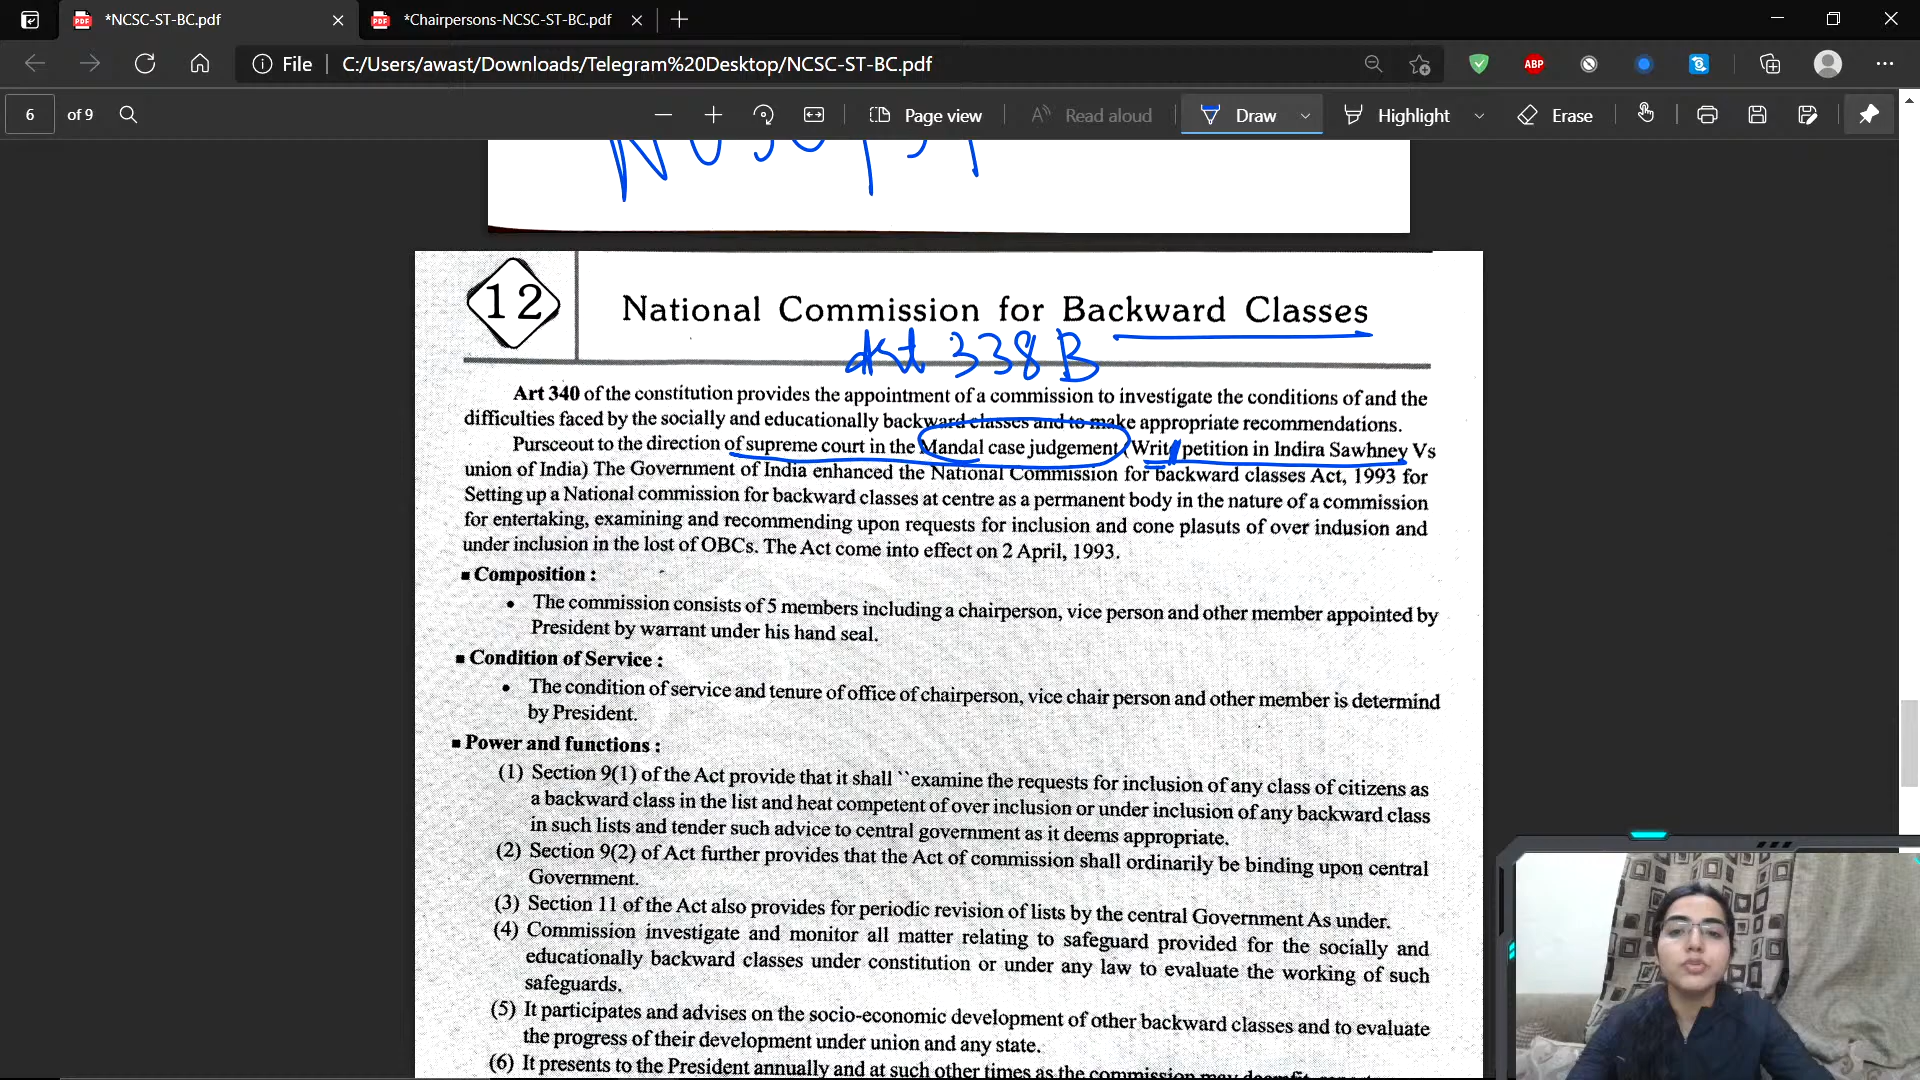 *NCSC-ST-BC.pdf
*Chairpersons-NCSC-ST-BC.pdf
File
C:/Users/awast/Downloads/Telegram%20Desktop/NCSC-ST-BC.pdf
ABP
6 of 9
Page view
Read aloud
Draw
Highlight
Erase
12
National Commission for Backward Classes
Art 338 B
Art 340 of the constitution provides the appointment of a commission to investigate the conditions of and the
difficulties faced by the socially and educationally backward classes and to make appropriate recommendations.
Purseout to the direction of supreme court in the Mandal case judgement (Writ petition in Indira Sawhney Vs
union of India) The Government of India enhanced the National Commission for backward classes Act, 1993 for
Setting up a National commission for backward classes at centre as a permanent body in the nature of a commission
for entertaking, examining and recommending upon requests for inclusion and cone plasuts of over indusion and
under inclusion in the lost of OBCs. The Act come into effect on 2 April, 1993.
▪ Composition :
• The commission consists of 5 members including a chairperson, vice person and other member appointed by
President by warrant under his hand seal.
▪ Condition of Service :
• The condition of service and tenure of office of chairperson, vice chair person and other member is determind
by President.
▪ Power and functions :
(1) Section 9(1) of the Act provide that it shall ``examine the requests for inclusion of any class of citizens as
a backward class in the list and heat competent of over inclusion or under inclusion of any backward class
in such lists and tender such advice to central government as it deems appropriate.
(2) Section 9(2) of Act further provides that the Act of commission shall ordinarily be binding upon central
Government.
(3) Section 11 of the Act also provides for periodic revision of lists by the central Government As under.
(4) Commission investigate and monitor all matter relating to safeguard provided for the socially and
educationally backward classes under constitution or under any law to evaluate the working of such
safeguards.
(5) It participates and advises on the socio-economic development of other backward classes and to evaluate
the progress of their development under union and any state.
(6) It presents to the President annually and at such other times as the commission may